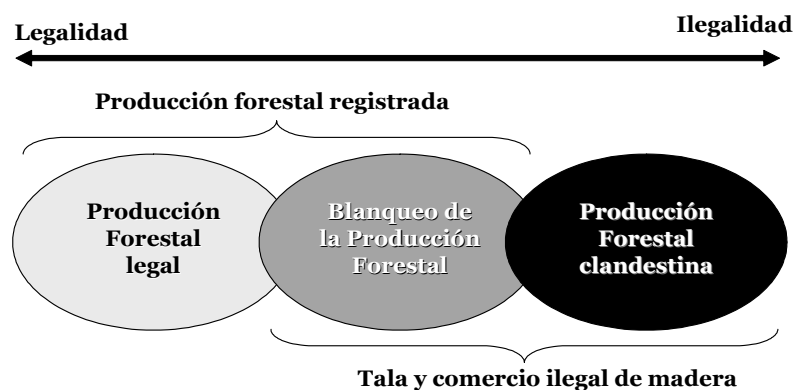 Legalidad
Ilegalidad
Producción forestal registrada
Producción
Forestal
legal
Blanqueo de
la Producción
Forestal
Producción
Forestal
clandestina
Tala y comercio ilegal de madera